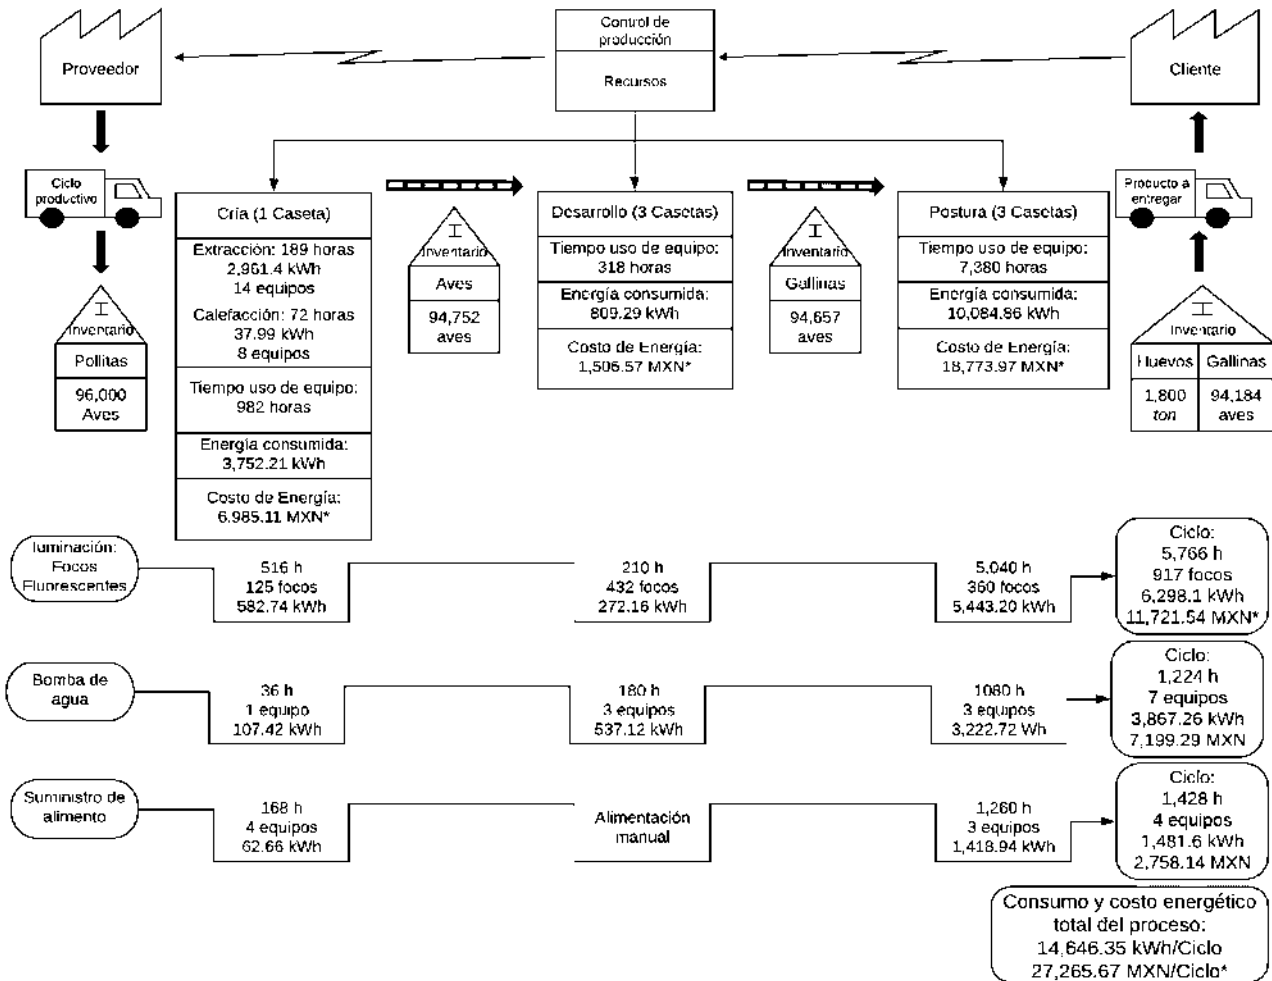 Proveedor
Control de
producción
Recursos
Cliente
Ciclo
productivo
Producto a
entregar
I
Inventario
Pollitas
96,000
Aves
Cría (1 Caseta)
Extracción: 189 horas
2,961.4 kWh
14 equipos
Calefacción: 72 horas
37.99 kWh
8 equipos
Tiempo uso de equipo:
982 horas
Energía consumida:
3,752.21 kWh
Costo de Energía:
6.985.11 MXN*
I
Inventario
Aves
94,752
aves
Desarrollo (3 Casetas)
Tiempo uso de equipo:
318 horas
Energía consumida:
809.29 kWh
Costo de Energía:
1,506.57 MXN*
I
Inventario
Gallinas
94,657
aves
Postura (3 Casetas)
Tiempo uso de equipo:
7,380 horas
Energía consumida:
10,084.86 kWh
Costo de Energía:
18,773.97 MXN*
I
Inventario
Huevos Gallinas
1,800 94,184
ton aves
Iuminación:
Focos
Fluorescentes
516 h
125 focos
582.74 kWh
210 h
432 focos
272.16 kWh
5,040 h
360 focos
5,443.20 kWh
Ciclo:
5,766 h
917 focos
6,298.1 kWh
11,721.54 MXN*
Bomba de
agua
36 h
1 equipo
107.42 kWh
180 h
3 equipos
537.12 kWh
1080 h
3 equipos
3,222.72 Wh
Ciclo:
1,224 h
7 equipos
3,867.26 kWh
7,199.29 MXN
Suministro de
alimento
168 h
4 equipos
62.66 kWh
Alimentación
manual
1,260 h
3 equipos
1,418.94 kWh
Ciclo:
1,428 h
4 equipos
1,481.6 kWh
2,758.14 MXN
Consumo y costo energético
total del proceso:
14,646.35 kWh/Ciclo
27,265.67 MXN/Ciclo*